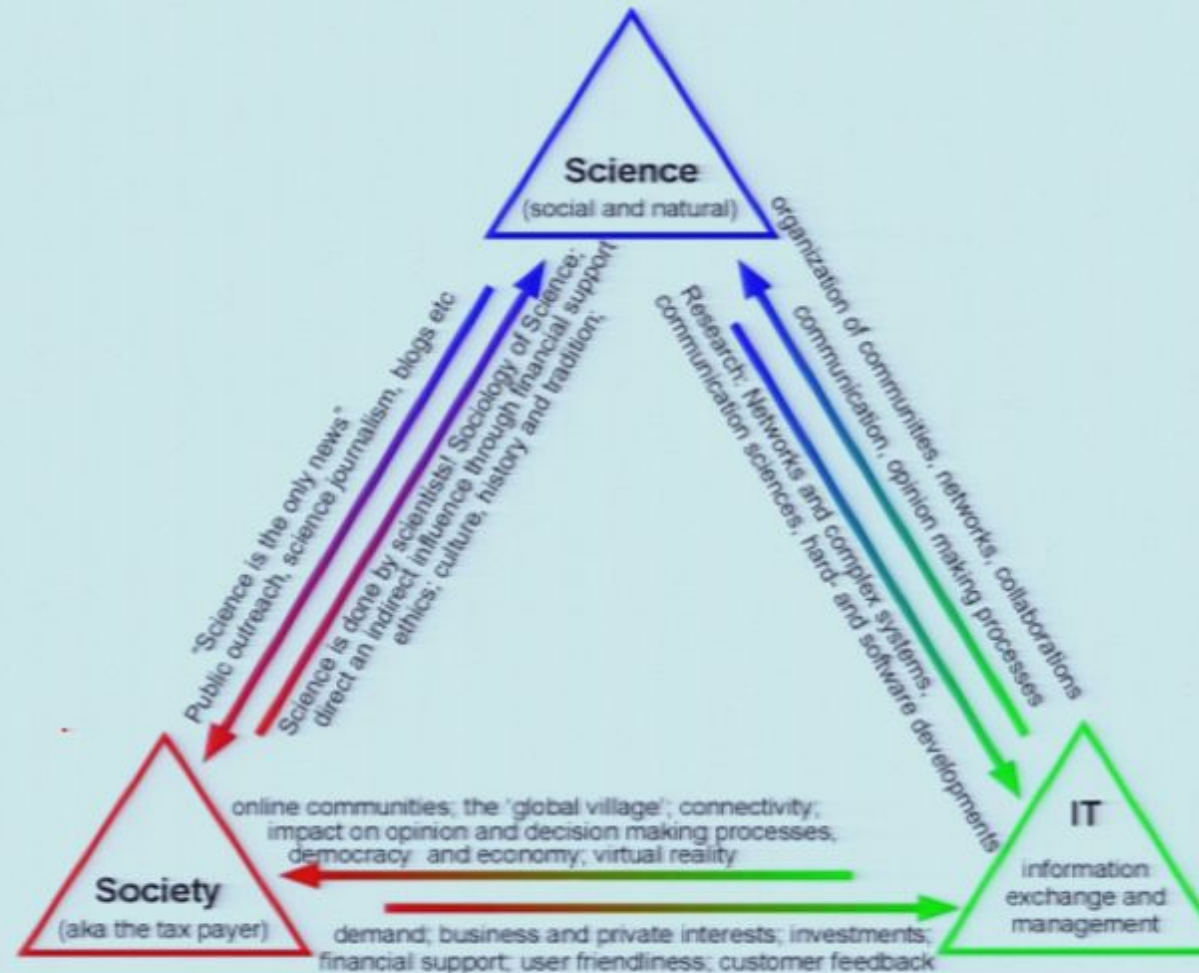 Science
(social and natural)
"Science is the only news"
Public outreach, science journalism, blogs etc
Science is done by scientists! Sociology of Science;
direct an indirect influence through financial support
ethics; culture, history and tradition;
organization of communities, networks, collaborations
communication, opinion making processes
Research: Networks and complex systems,
communication sciences, hard- and software developments
online communities; the 'global village'; connectivity;
impact on opinion and decision making processes,
democracy and economy; virtual reality
Society
(aka the tax payer)
IT
information
exchange and
management
demand; business and private interests; investments;
financial support; user friendliness; customer feedback